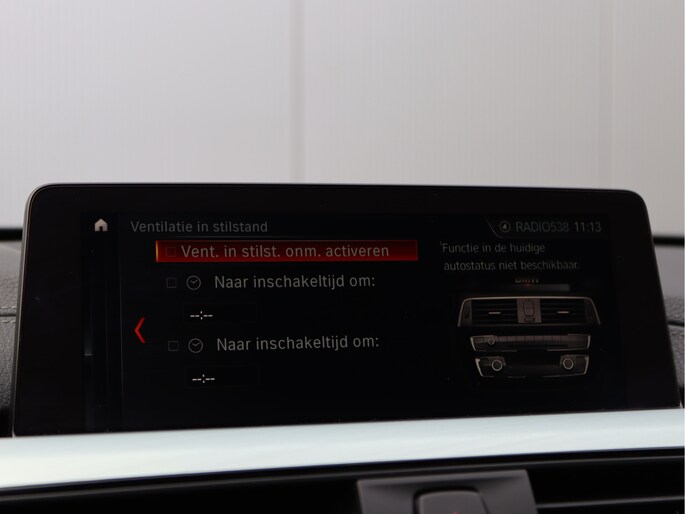 Ventilatie in stilstand
RADIO538 11:13
Vent. in stilst. onm. activeren
Naar inschakeltijd om:
--:--
Naar inschakeltijd om:
--:--
'Functie in de huidige
autostatus niet beschikbaar.